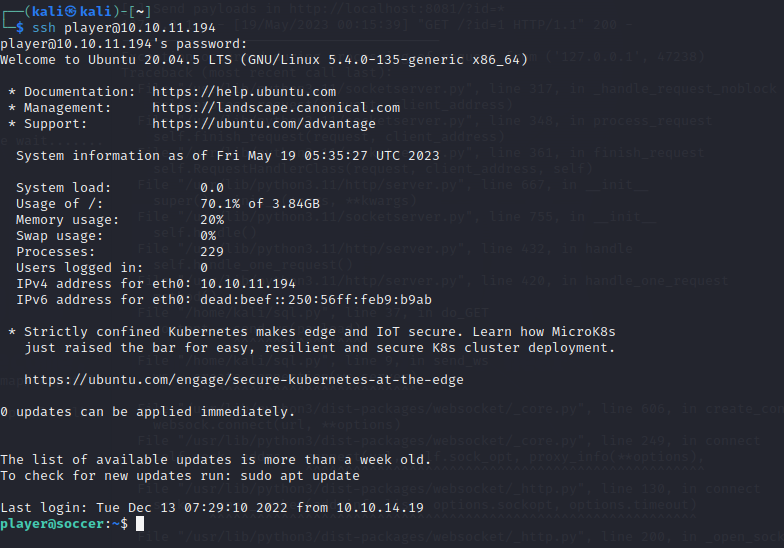 ┌──(kali㉿kali)-[~]
└─$ ssh player@10.10.11.194
player@10.10.11.194's password:
Welcome to Ubuntu 20.04.5 LTS (GNU/Linux 5.4.0-135-generic x86_64)
* Documentation:  https://help.ubuntu.com
* Management:     https://landscape.canonical.com
* Support:        https://ubuntu.com/advantage
System information as of Fri May 19 05:35:27 UTC 2023
System load:           0.0
Usage of /:            70.1% of 3.84GB
Memory usage:          20%
Swap usage:            0%
Processes:             229
Users logged in:       0
IPv4 address for eth0: 10.10.11.194
IPv6 address for eth0: dead:beef::250:56ff:feb9:b9ab
* Strictly confined Kubernetes makes edge and IoT secure. Learn how MicroK8s
just raised the bar for easy, resilient and secure K8s cluster deployment.
https://ubuntu.com/engage/secure-kubernetes-at-the-edge
0 updates can be applied immediately.
The list of available updates is more than a week old.
To check for new updates run: sudo apt update
Last login: Tue Dec 13 07:29:10 2022 from 10.10.14.19
player@soccer:~$